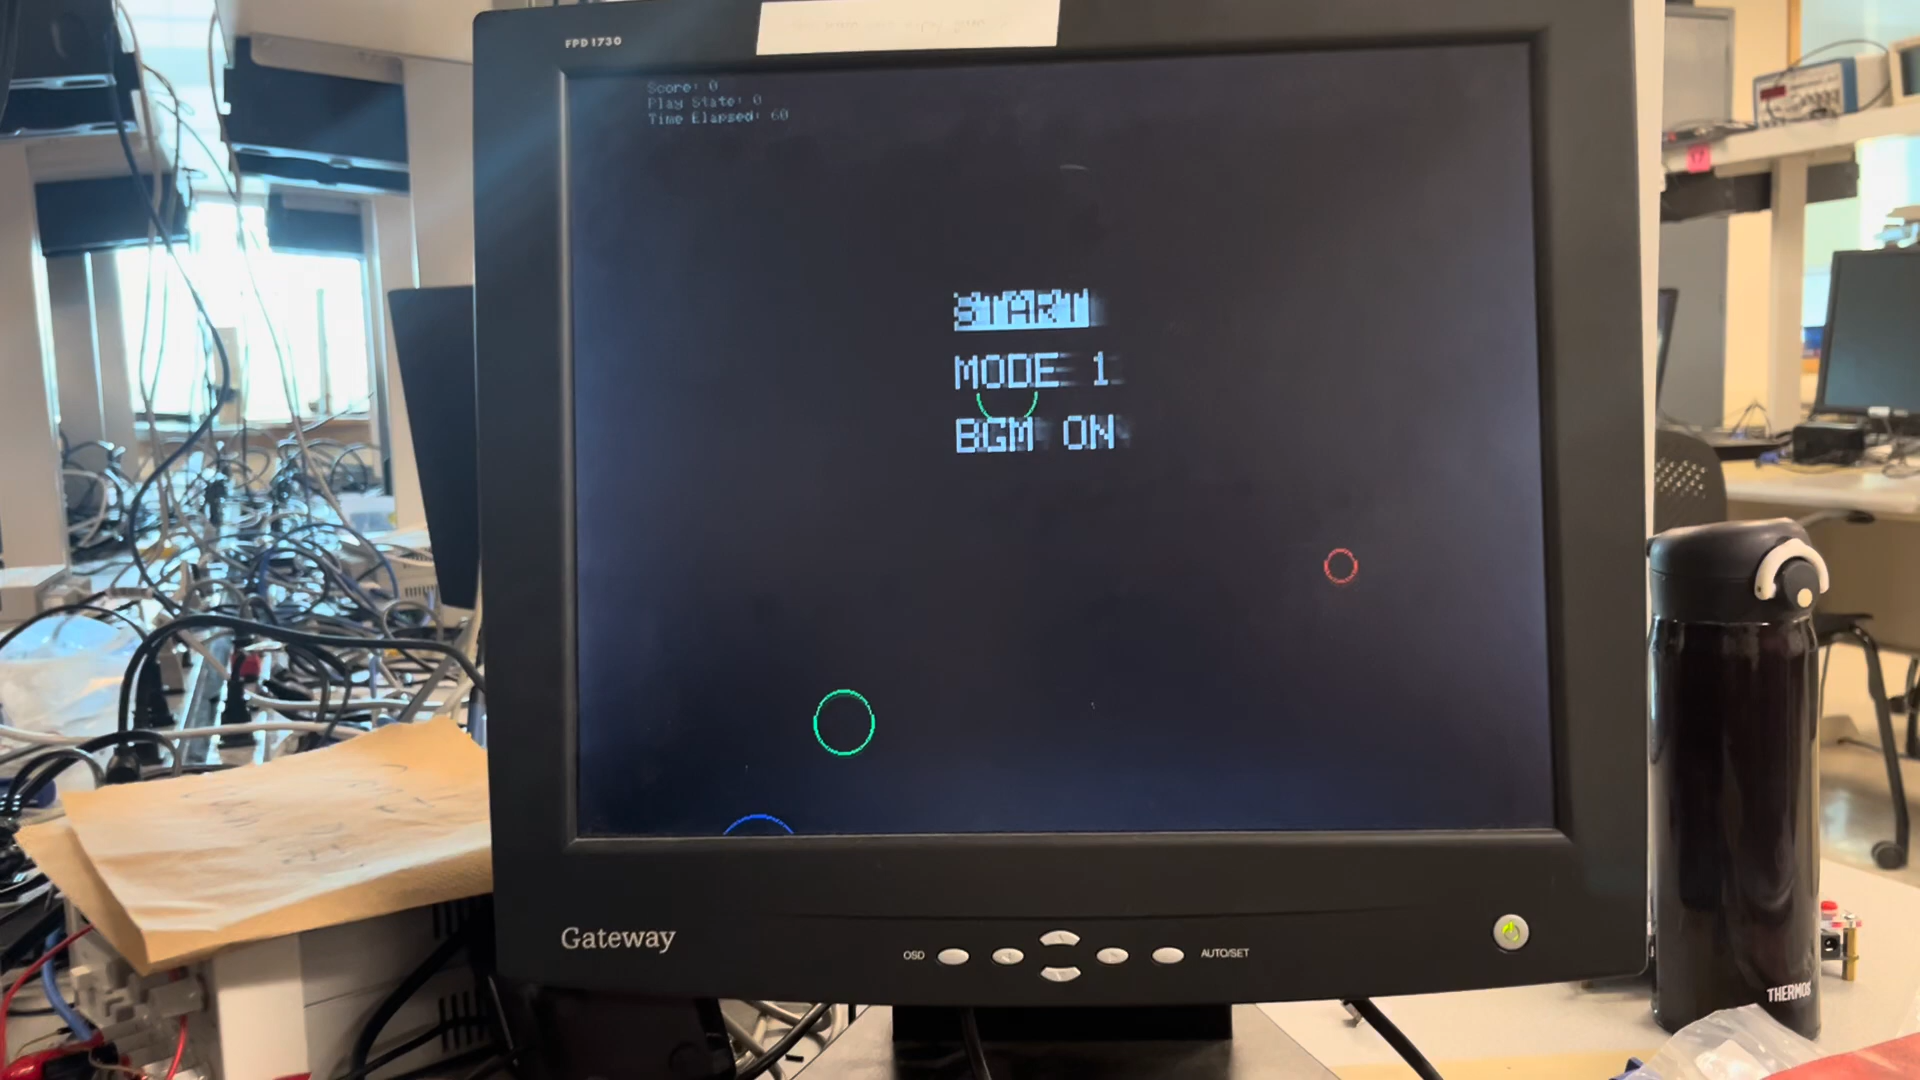 FPD1730
Score: 0
Play State: 0
Time Elapsed: 60
START
MODE 1
BGM ON
17
Gateway
OSD
AUTO/SET
THERMOS